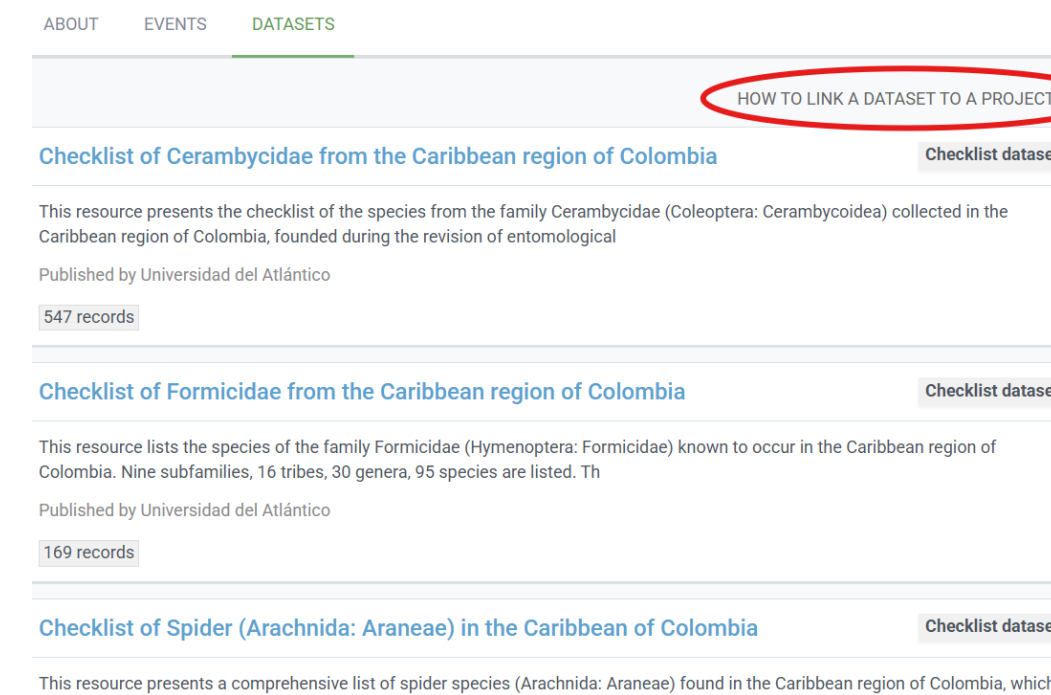 ABOUT EVENTS DATASETS
HOW TO LINK A DATASET TO A PROJECT
Checklist of Cerambycidae from the Caribbean region of Colombia Checklist datase
This resource presents the checklist of the species from the family Cerambycidae (Coleoptera: Cerambycoidea) collected in the
Caribbean region of Colombia, founded during the revision of entomological
Published by Universidad del Atlántico
547 records
Checklist of Formicidae from the Caribbean region of Colombia Checklist datase
This resource lists the species of the family Formicidae (Hymenoptera: Formicidae) known to occur in the Caribbean region of
Colombia. Nine subfamilies, 16 tribes, 30 genera, 95 species are listed. Th
Published by Universidad del Atlántico
169 records
Checklist of Spider (Arachnida: Araneae) in the Caribbean of Colombia Checklist datase
This resource presents a comprehensive list of spider species (Arachnida: Araneae) found in the Caribbean region of Colombia, which